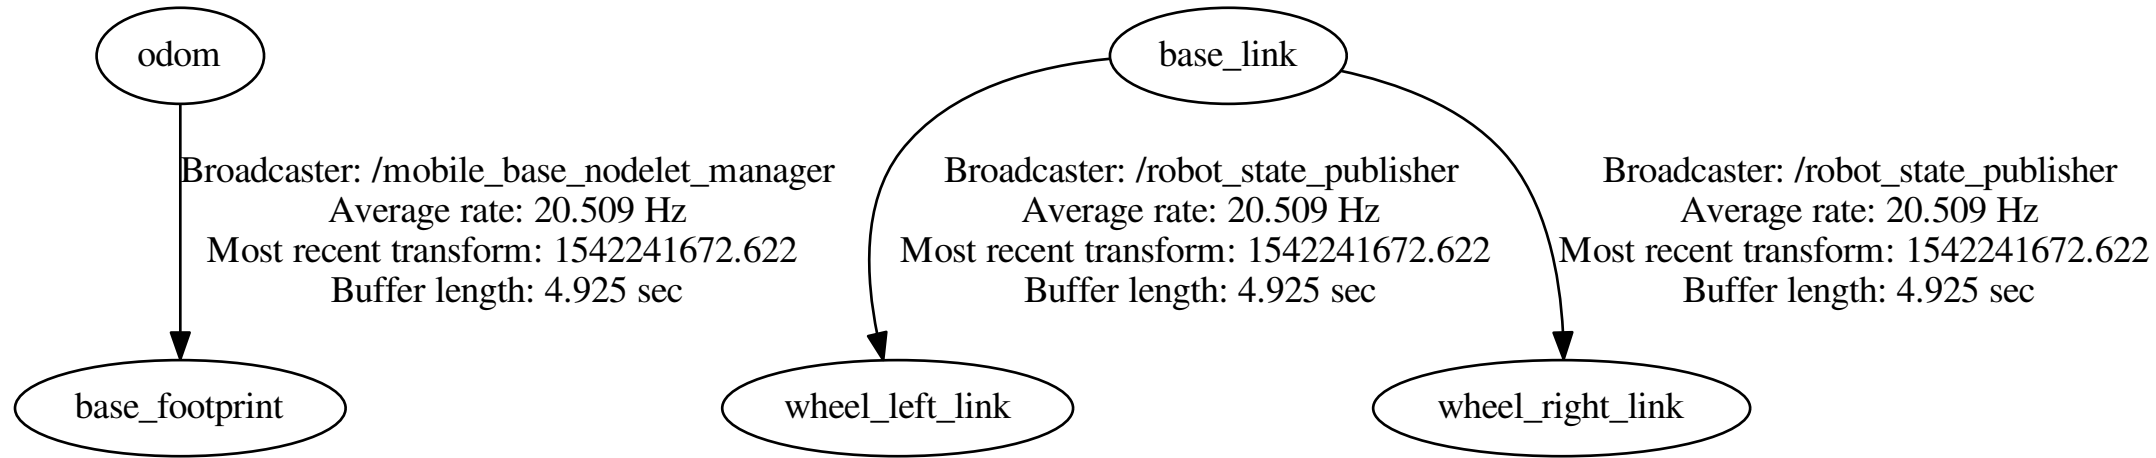 odom
base_link
Broadcaster: /mobile_base_nodelet_manager
Average rate: 20.509 Hz
Most recent transform: 1542241672.622
Buffer length: 4.925 sec
Broadcaster: /robot_state_publisher
Average rate: 20.509 Hz
Most recent transform: 1542241672.622
Buffer length: 4.925 sec
Broadcaster: /robot_state_publisher
Average rate: 20.509 Hz
Most recent transform: 1542241672.622
Buffer length: 4.925 sec
base_footprint
wheel_left_link
wheel_right_link